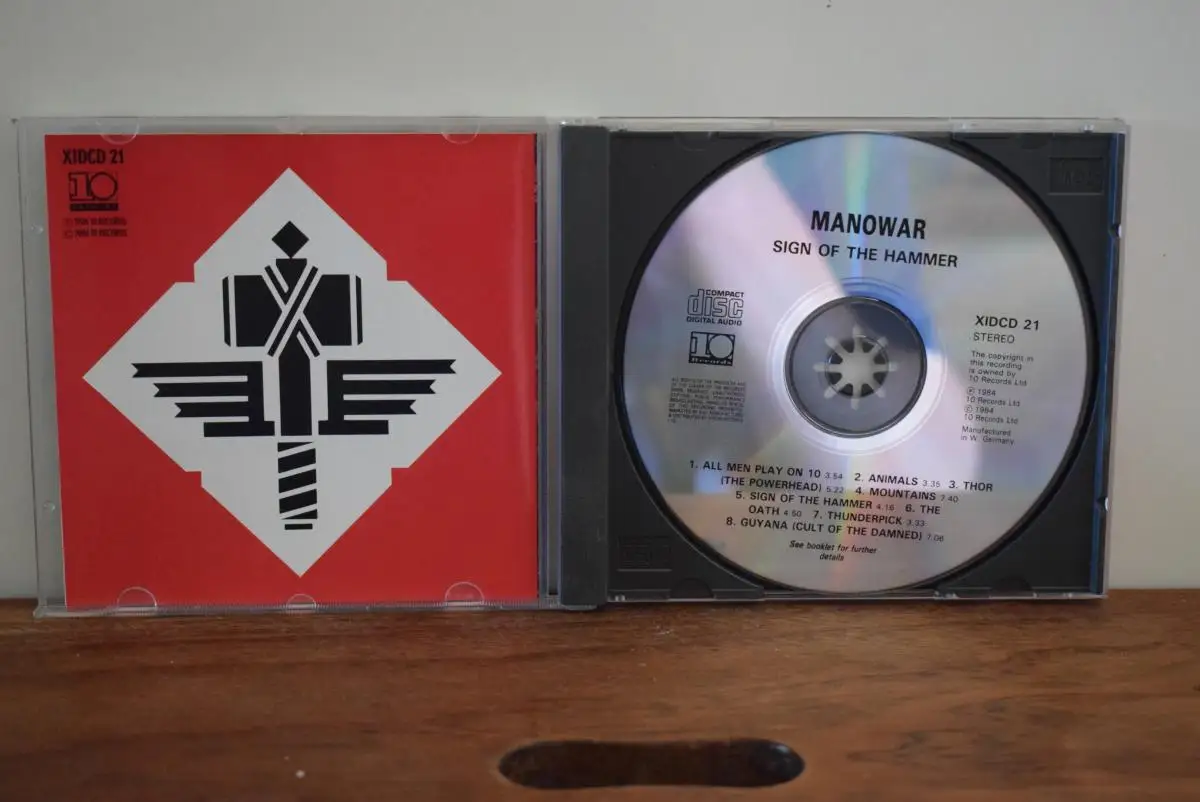 XIDCD 21
10
RECORDS
MANOWAR
SIGN OF THE HAMMER
COMPACT
disc
DIGITAL AUDIO
10
Records
XIDCD 21
STEREO
The copyright in
this recording
is owned by
10 Records Ltd
℗ 1984
10 Records Ltd
© 1984
10 Records Ltd
Manufactured
in W. Germany
1. ALL MEN PLAY ON 10 3.54 2. ANIMALS 3.35 3. THOR
(THE POWERHEAD) 5.22 4. MOUNTAINS 7.40
5. SIGN OF THE HAMMER 4.16 6. THE
OATH 4.50 7. THUNDERPICK 3.33
8. GUYANA (CULT OF THE DAMNED) 7.06
See booklet for further
details